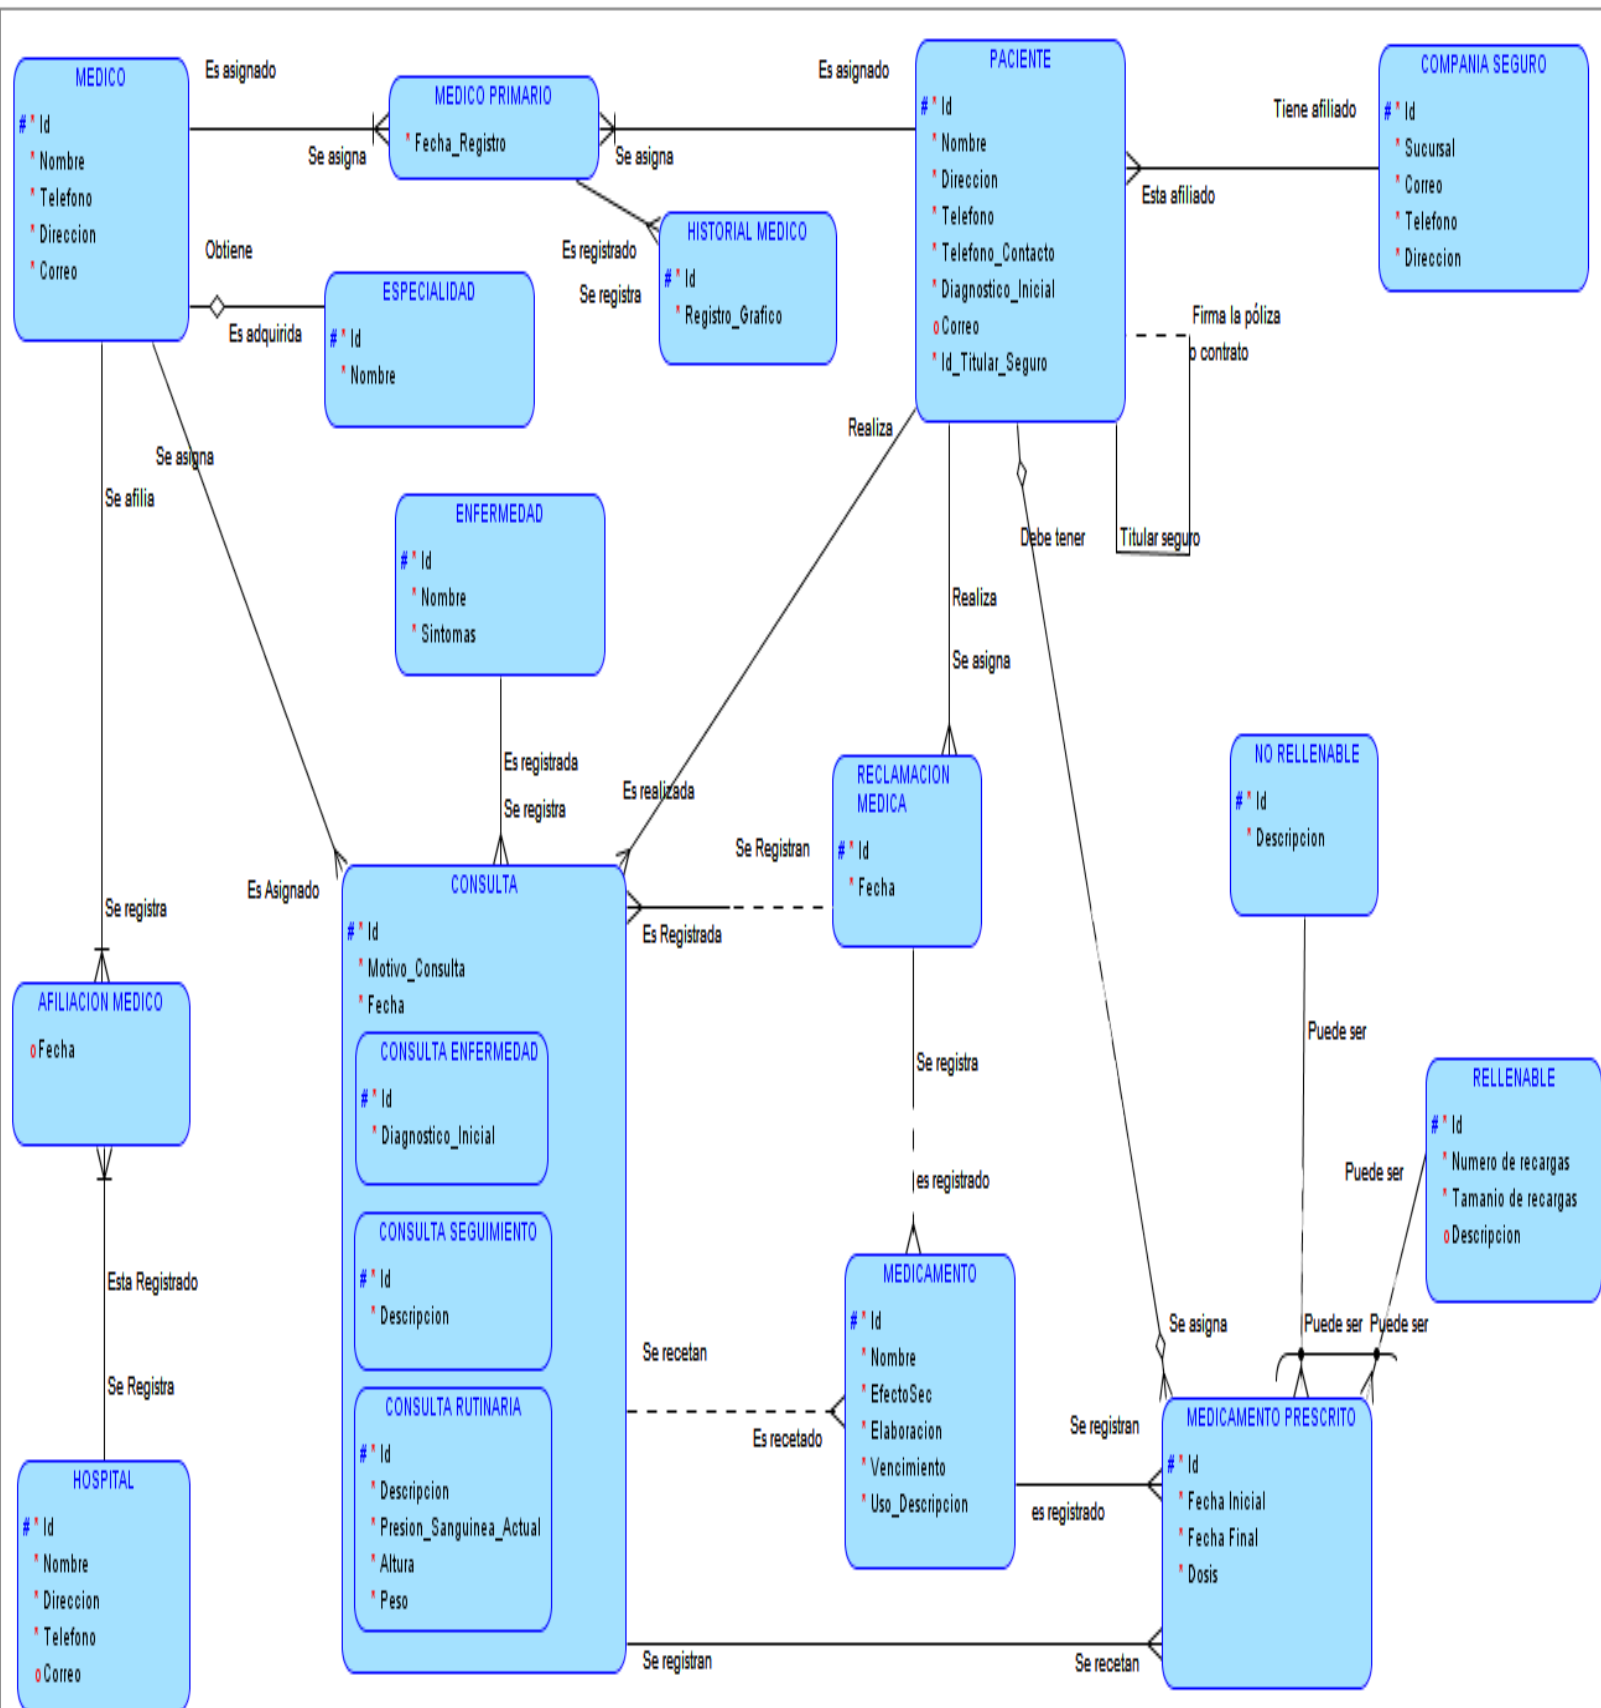 MEDICO
# * Id
* Nombre
* Telefono
* Direccion
* Correo
Es asignado
Se asigna
MEDICO PRIMARIO
* Fecha_Registro
Es asignado
Se asigna
PACIENTE
# * Id
* Nombre
* Direccion
* Telefono
* Telefono_Contacto
* Diagnostico_Inicial
o Correo
* Id_Titular_Seguro
COMPANIA SEGURO
# * Id
* Sucursal
* Correo
* Telefono
* Direccion
Tiene afiliado
Esta afiliado
Obtiene
Es adquirida
ESPECIALIDAD
# * Id
* Nombre
Es registrado
Se registra
HISTORIAL MEDICO
# * Id
* Registro_Grafico
Firma la póliza
o contrato
Titular seguro
Debe tener
Realiza
Se asigna
Se afilia
ENFERMEDAD
# * Id
* Nombre
* Sintomas
Realiza
Se asigna
Es registrada
Se registra
Es realizada
RECLAMACION
MEDICA
# * Id
* Fecha
NO RELLENABLE
# * Id
* Descripcion
Se Registran
Es Registrada
Se registra
Es Asignado
CONSULTA
# * Id
* Motivo_Consulta
* Fecha
CONSULTA ENFERMEDAD
# * Id
* Diagnostico_Inicial
CONSULTA SEGUIMIENTO
# * Id
* Descripcion
CONSULTA RUTINARIA
# * Id
* Descripcion
* Presion_Sanguinea_Actual
* Altura
* Peso
AFILIACION MEDICO
o Fecha
Esta Registrado
Se Registra
HOSPITAL
# * Id
* Nombre
* Direccion
* Telefono
o Correo
Se registra
es registrado
MEDICAMENTO
# * Id
* Nombre
* EfectoSec
* Elaboracion
* Vencimiento
* Uso_Descripcion
Se recetan
Es recetado
Puede ser
Puede ser
RELLENABLE
# * Id
* Numero de recargas
* Tamanio de recargas
o Descripcion
Se asigna
Puede ser
Puede ser
Se registran
es registrado
MEDICAMENTO PRESCRITO
# * Id
* Fecha Inicial
* Fecha Final
* Dosis
Se registran
Se recetan